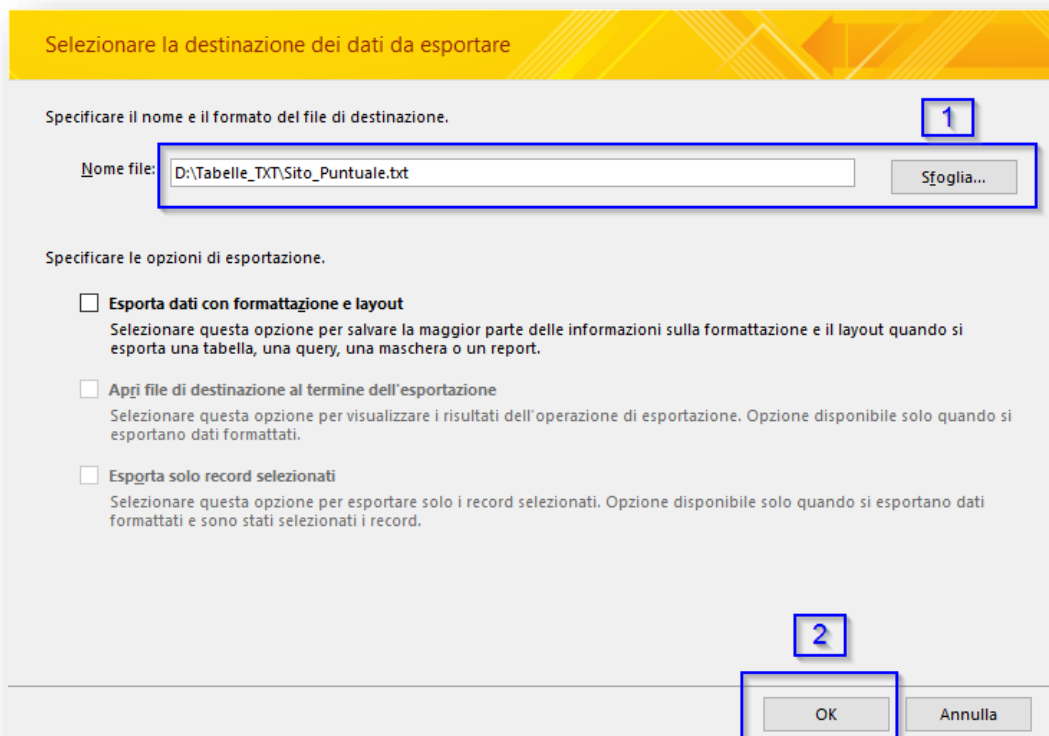 Selezionare la destinazione dei dati da esportare
Specificare il nome e il formato del file di destinazione.
1
Nome file:
D:\Tabelle_TXT\Sito_Puntuale.txt
Sfoglia...
Specificare le opzioni di esportazione.
Esporta dati con formattazione e layout
Selezionare questa opzione per salvare la maggior parte delle informazioni sulla formattazione e il layout quando si
esporta una tabella, una query, una maschera o un report.
Apri file di destinazione al termine dell'esportazione
Selezionare questa opzione per visualizzare i risultati dell'operazione di esportazione. Opzione disponibile solo quando si
esportano dati formattati.
Esporta solo record selezionati
Selezionare questa opzione per esportare solo i record selezionati. Opzione disponibile solo quando si esportano dati
formattati e sono stati selezionati i record.
2
OK
Annulla